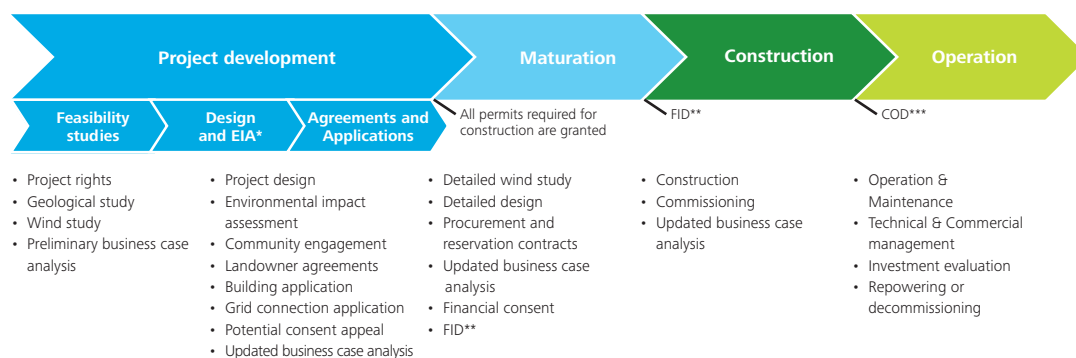 Project development
Maturation
Construction
Operation
Feasibility
studies
Design
and EIA*
Agreements and
Applications
All permits required for
construction are granted
FID**
COD***
• Project rights
• Geological study
• Wind study
• Preliminary business case
analysis
• Project design
• Environmental impact
assessment
• Community engagement
• Landowner agreements
• Building application
• Grid connection application
• Potential consent appeal
• Updated business case analysis
• Detailed wind study
• Detailed design
• Procurement and
reservation contracts
• Updated business case
analysis
• Financial consent
• FID**
• Construction
• Commissioning
• Updated business case
analysis
• Operation &
Maintenance
• Technical & Commercial
management
• Investment evaluation
• Repowering or
decommissioning